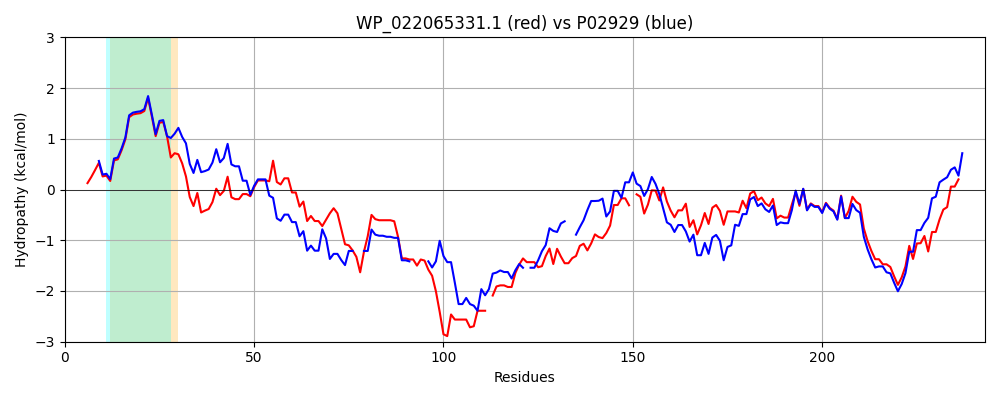 WP_022065331.1 (red) vs P02929 (blue)
Hydropathy (kcal/mol)
3
2
1
0
−1
−2
−3
0 50 100 150 200
Residues